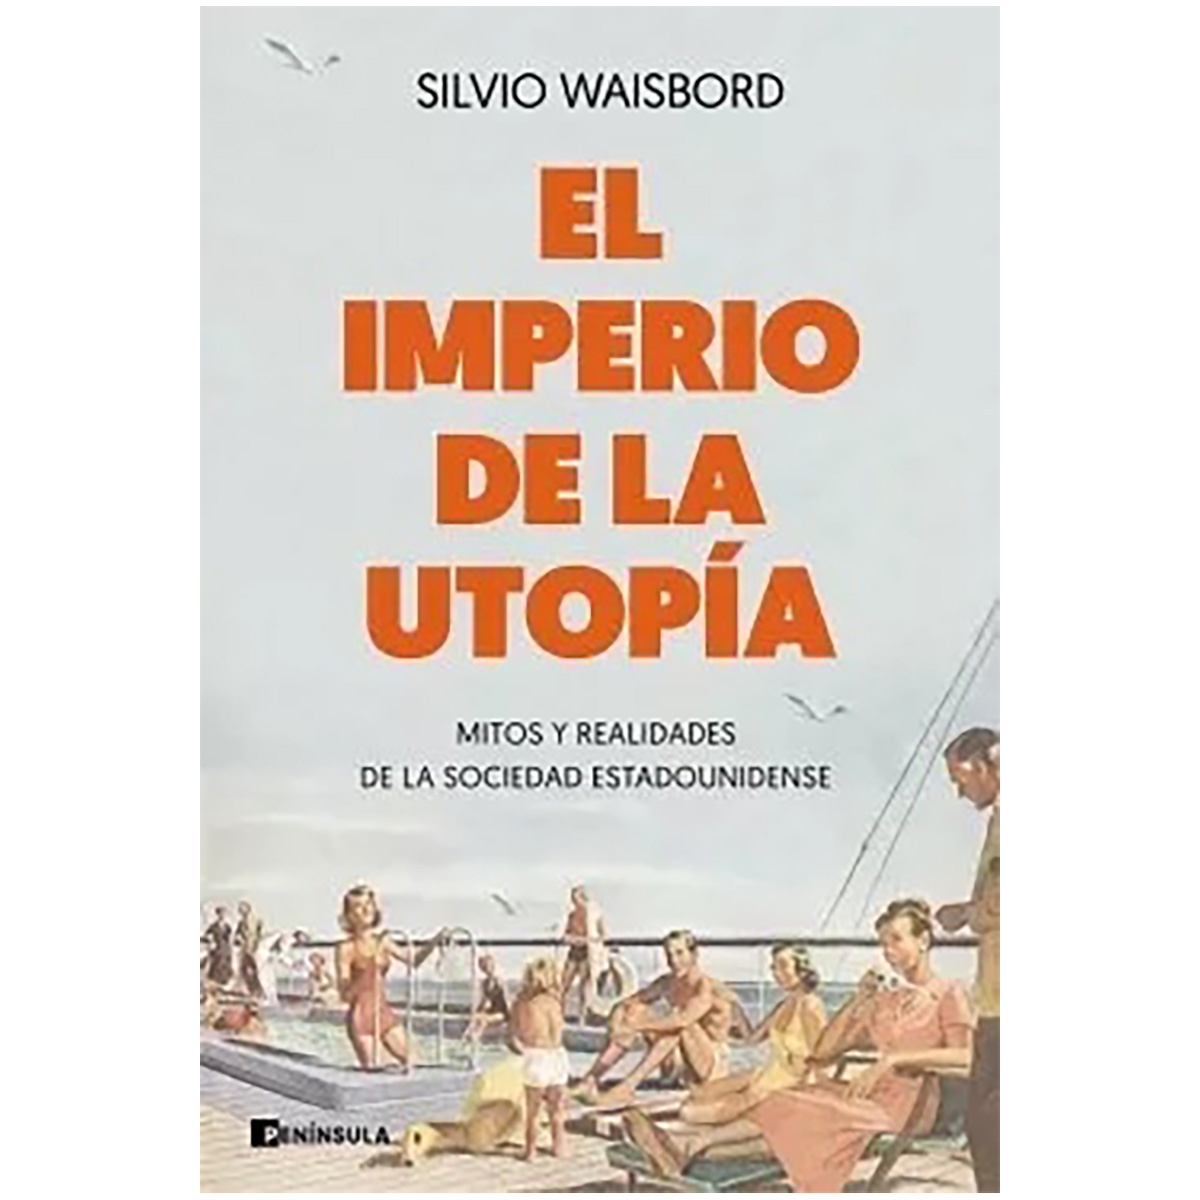 SILVIO WAISBORD
EL
IMPERIO
DE LA
UTOPÍA
MITOS Y REALIDADES
DE LA SOCIEDAD ESTADOUNIDENSE
PENÍNSULA